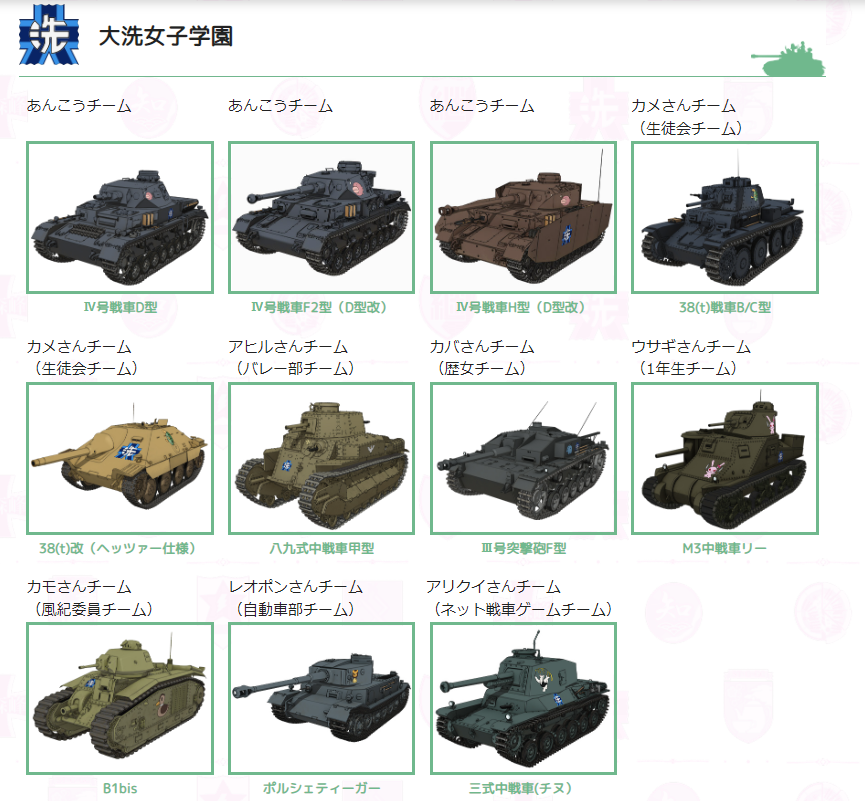 洗
大洗女子学園
あんこうチーム
あんこうチーム
あんこうチーム
カメさんチーム
（生徒会チーム）
Ⅳ号戦車D型
Ⅳ号戦車F2型（D型改）
Ⅳ号戦車H型（D型改）
38(t)戦車B/C型
カメさんチーム
（生徒会チーム）
アヒルさんチーム
（バレー部チーム）
カバさんチーム
（歴女チーム）
ウサギさんチーム
（1年生チーム）
38(t)改（ヘッツァー仕様）
八九式中戦車甲型
Ⅲ号突撃砲F型
M3中戦車リー
カモさんチーム
（風紀委員チーム）
レオポンさんチーム
（自動車部チーム）
アリクイさんチーム
（ネット戦車ゲームチーム）
B1bis
ポルシェティーガー
三式中戦車(チヌ）